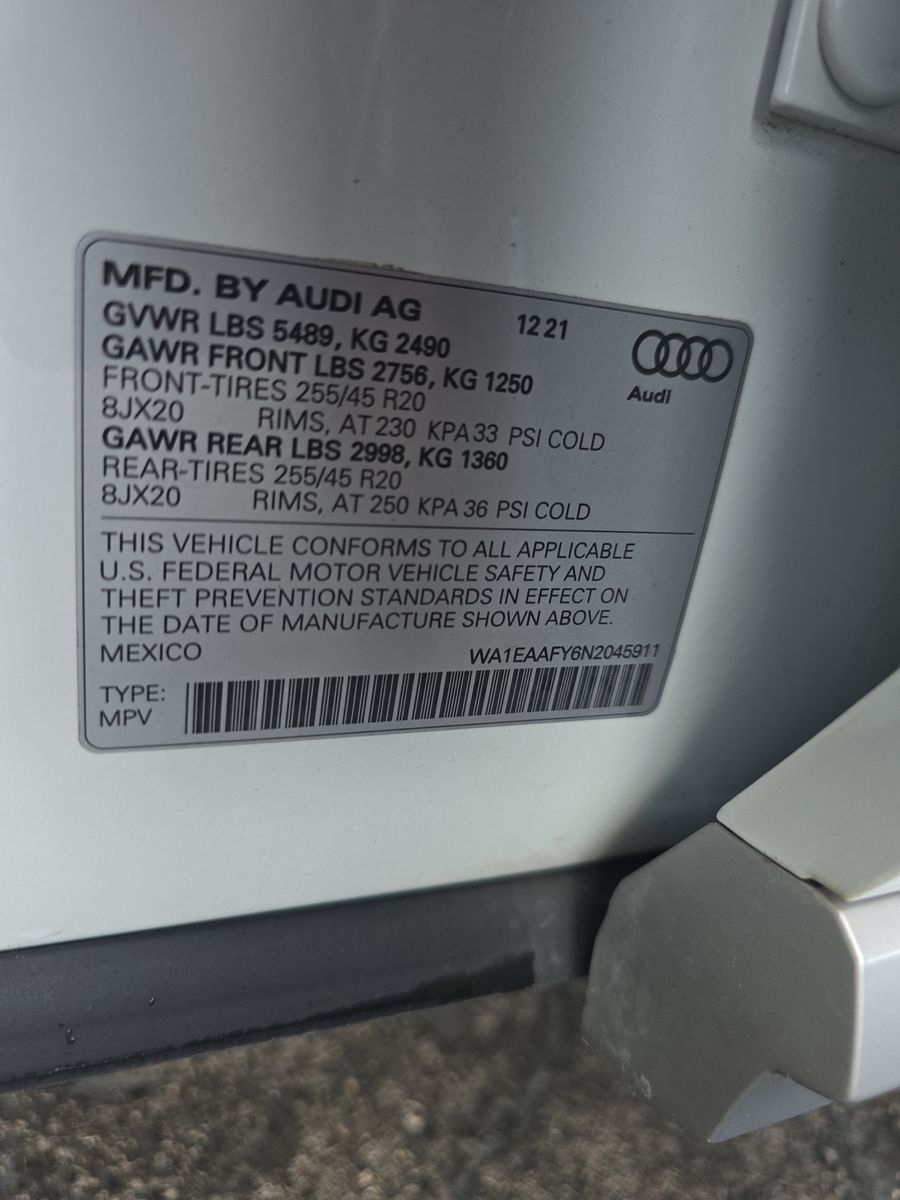 MFD. BY AUDI AG 12 21
GVWR LBS 5489, KG 2490
GAWR FRONT LBS 2756, KG 1250
Audi
FRONT-TIRES 255/45 R20
8JX20 RIMS, AT 230 KPA 33 PSI COLD
GAWR REAR LBS 2998, KG 1360
REAR-TIRES 255/45 R20
8JX20 RIMS, AT 250 KPA 36 PSI COLD
THIS VEHICLE CONFORMS TO ALL APPLICABLE
U.S. FEDERAL MOTOR VEHICLE SAFETY AND
THEFT PREVENTION STANDARDS IN EFFECT ON
THE DATE OF MANUFACTURE SHOWN ABOVE.
MEXICO WA1EAAFY6N2045911
TYPE:
MPV